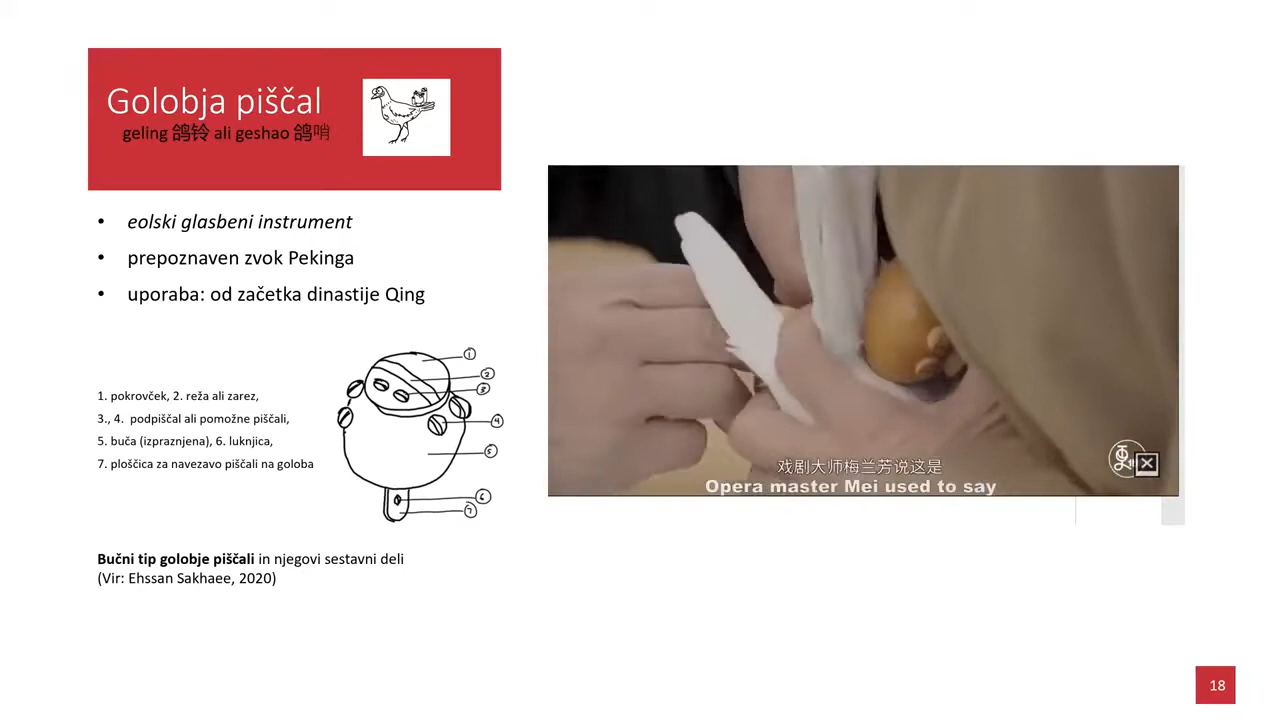 Golobja piščal
geling 鸽铃 ali geshao 鸽哨
• eolski glasbeni instrument
• prepoznaven zvok Pekinga
• uporaba: od začetka dinastije Qing
1
2
3
4
5
6
7
1. pokrovček, 2. reža ali zarez,
3., 4. podpiščal ali pomožne piščali,
5. buča (izpraznjena), 6. luknjica,
7. ploščica za navezavo piščali na goloba
Bučni tip golobje piščali in njegovi sestavni deli
(Vir: Ehssan Sakhaee, 2020)
戏剧大师梅兰芳说这是
Opera master Mei used to say
18